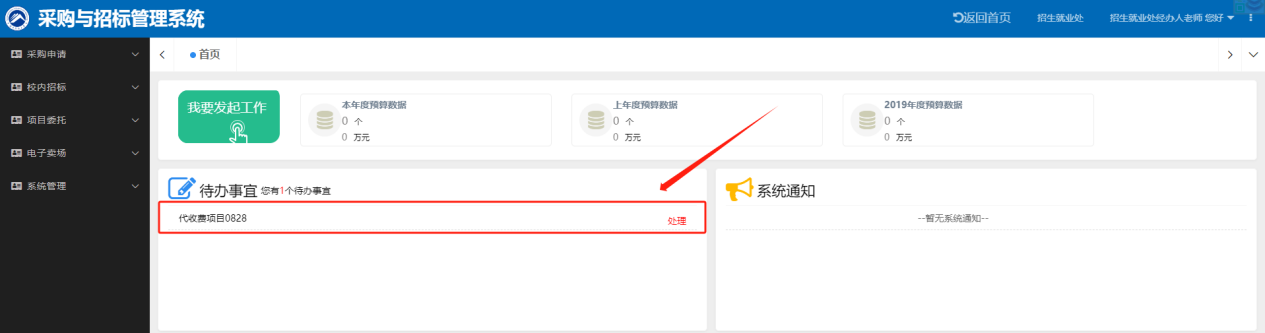 采购与招标管理系统
返回首页
招生就业处
招生就业处经办人老师 您好
采购申请
校内招标
项目委托
电子卖场
系统管理
首页
我要发起工作
本年度预算数据
0 个
0 万元
上年度预算数据
0 个
0 万元
2019年度预算数据
0 个
0 万元
待办事宜 您有1个待办事宜
代收费项目0828
处理
系统通知
--暂无系统通知--